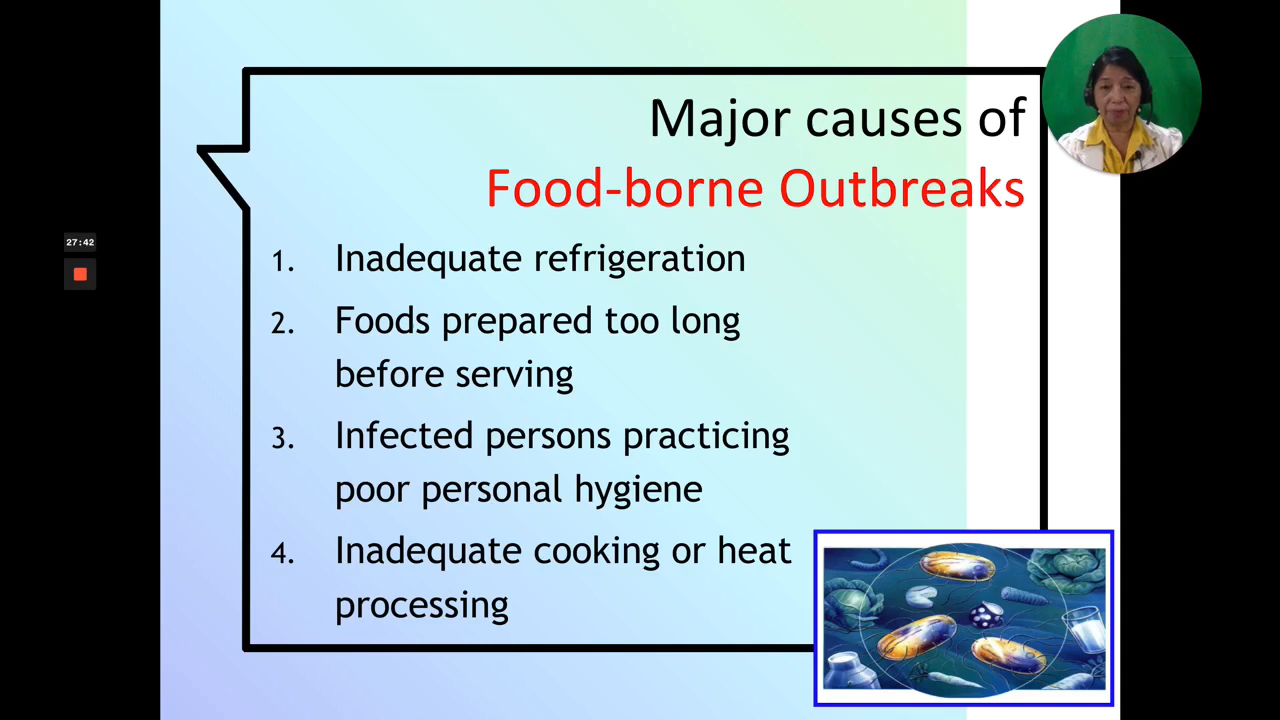 Major causes of
Food-borne Outbreaks
27:42
1. Inadequate refrigeration
2. Foods prepared too long
before serving
3. Infected persons practicing
poor personal hygiene
4. Inadequate cooking or heat
processing